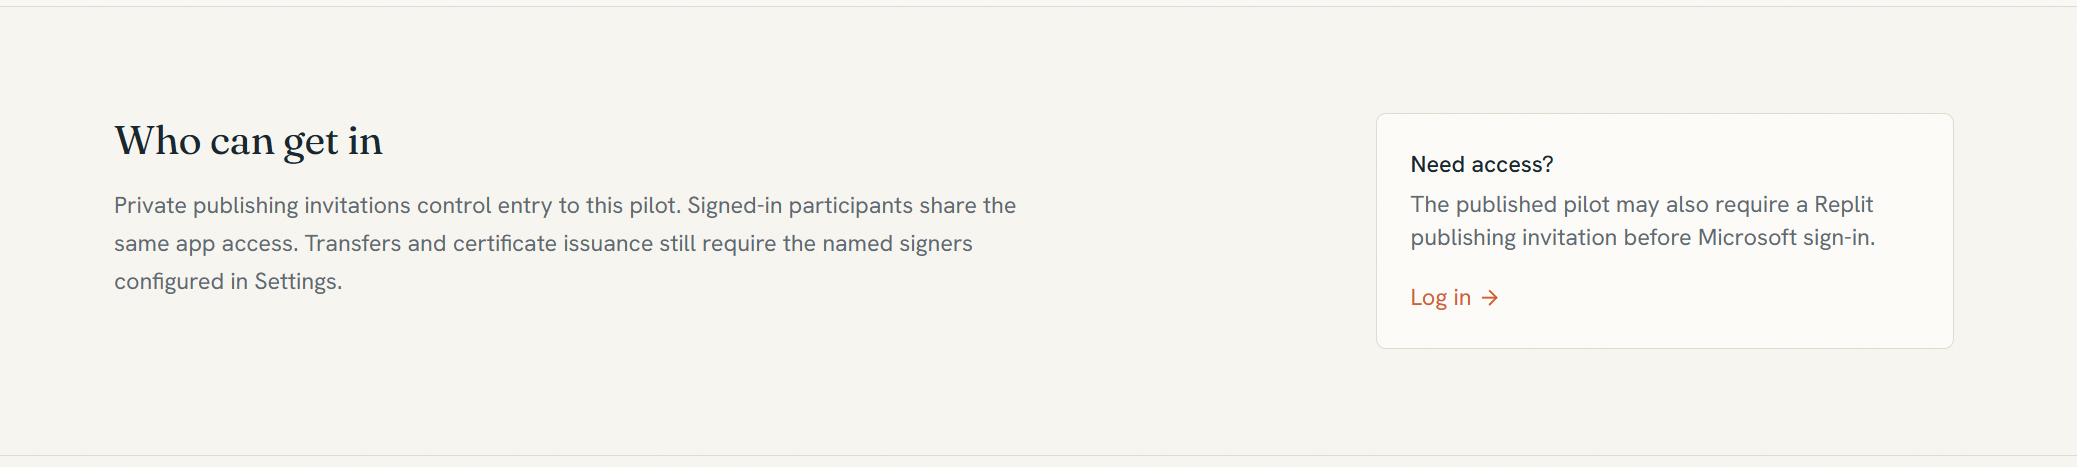 Who can get in
Private publishing invitations control entry to this pilot. Signed-in participants share the
same app access. Transfers and certificate issuance still require the named signers
configured in Settings.
Need access?
The published pilot may also require a Replit
publishing invitation before Microsoft sign-in.
Log in →